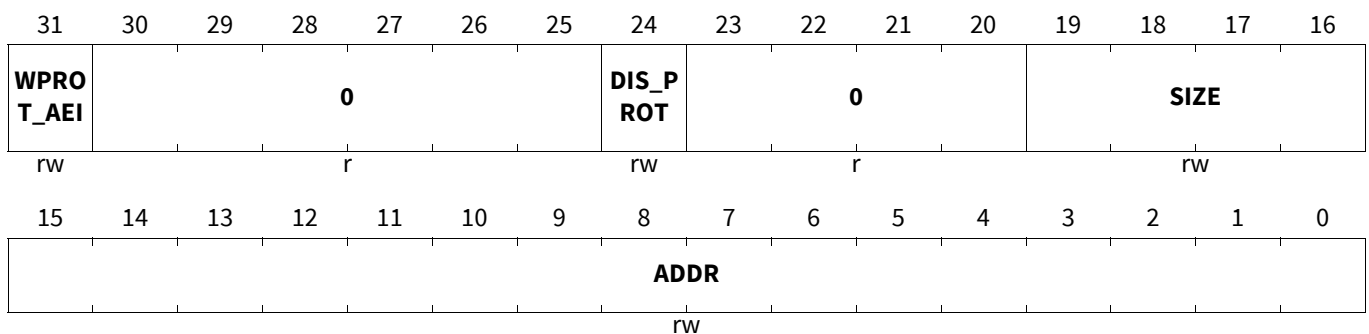 31 30 29 28 27 26 25 24 23 22 21 20 19 18 17 16
WPRO 0 DIS_P 0 SIZE
T_AEI ROT
rw r rw r rw
15 14 13 12 11 10 9 8 7 6 5 4 3 2 1 0
ADDR
rw